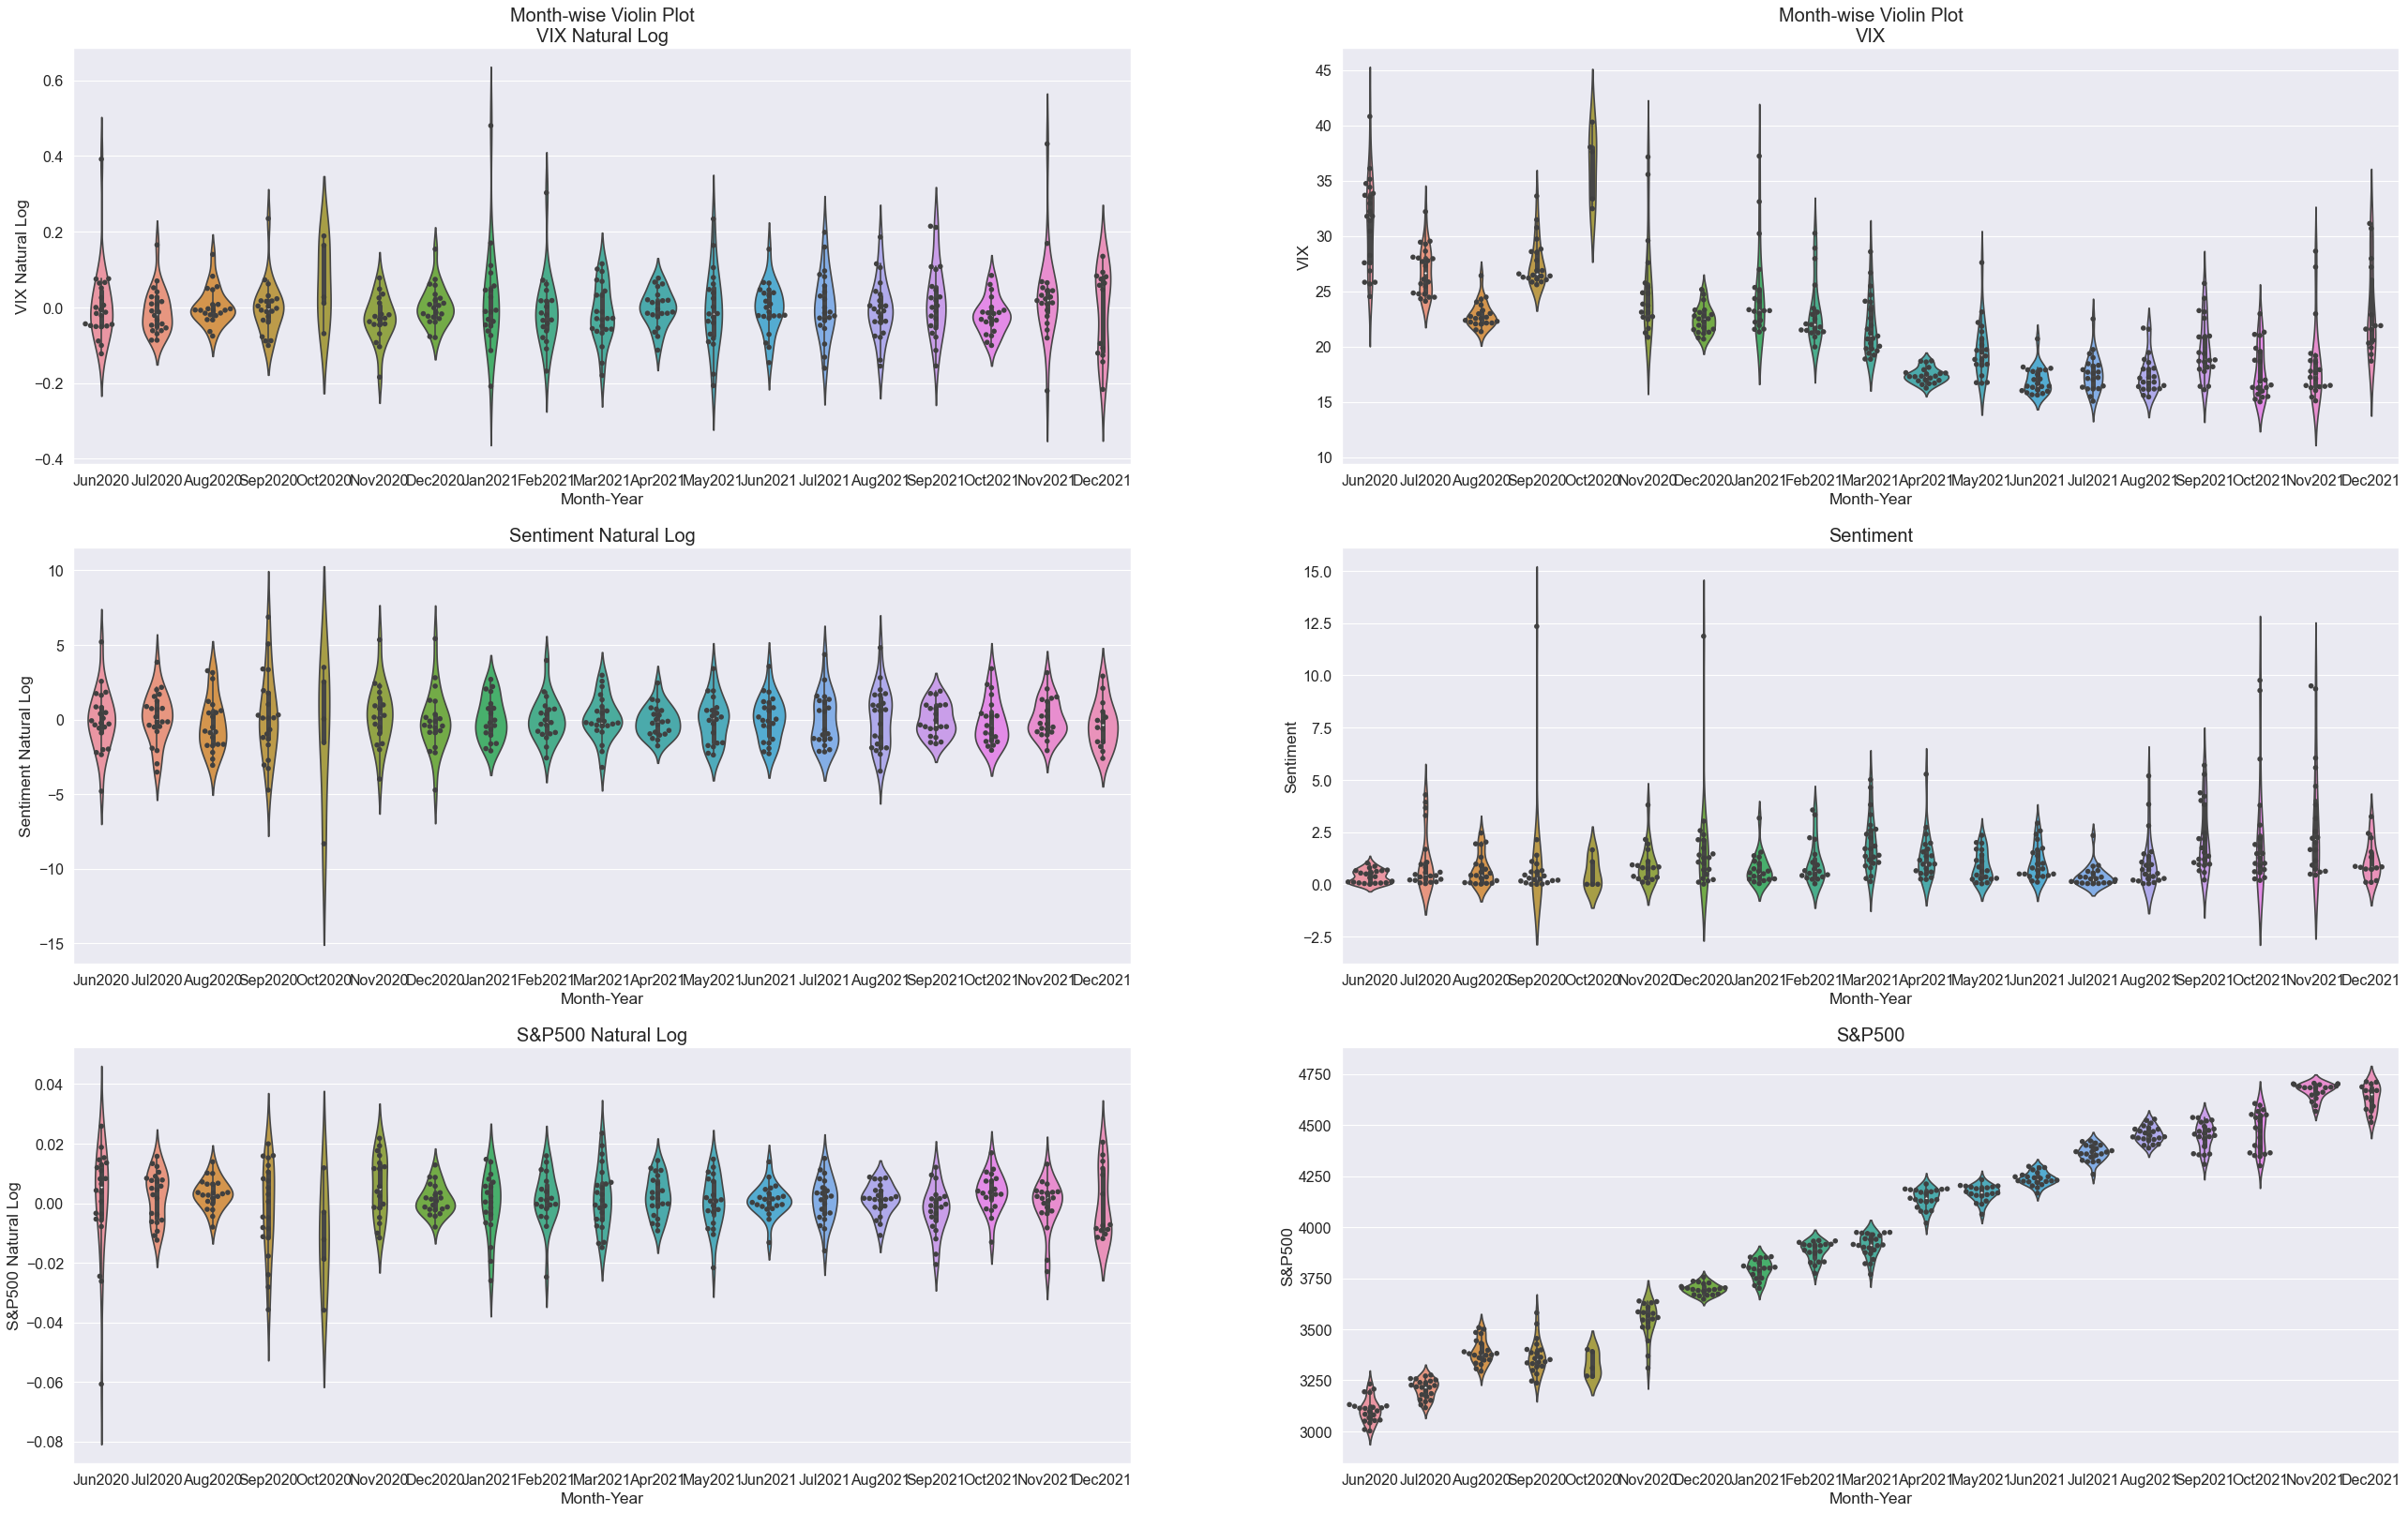 Month-wise Violin Plot
VIX Natural Log
0.6
0.4
0.2
0.0
−0.2
−0.4
VIX Natural Log
Jun2020 Jul2020 Aug2020 Sep2020 Oct2020 Nov2020 Dec2020 Jan2021 Feb2021 Mar2021 Apr2021 May2021 Jun2021 Jul2021 Aug2021 Sep2021 Oct2021 Nov2021 Dec2021
Month-Year
Month-wise Violin Plot
VIX
45
40
35
30
25
20
15
10
VIX
Jun2020 Jul2020 Aug2020 Sep2020 Oct2020 Nov2020 Dec2020 Jan2021 Feb2021 Mar2021 Apr2021 May2021 Jun2021 Jul2021 Aug2021 Sep2021 Oct2021 Nov2021 Dec2021
Month-Year
Sentiment Natural Log
10
5
0
−5
−10
−15
Sentiment Natural Log
Jun2020 Jul2020 Aug2020 Sep2020 Oct2020 Nov2020 Dec2020 Jan2021 Feb2021 Mar2021 Apr2021 May2021 Jun2021 Jul2021 Aug2021 Sep2021 Oct2021 Nov2021 Dec2021
Month-Year
Sentiment
15.0
12.5
10.0
7.5
5.0
2.5
0.0
−2.5
Sentiment
Jun2020 Jul2020 Aug2020 Sep2020 Oct2020 Nov2020 Dec2020 Jan2021 Feb2021 Mar2021 Apr2021 May2021 Jun2021 Jul2021 Aug2021 Sep2021 Oct2021 Nov2021 Dec2021
Month-Year
S&P500 Natural Log
0.04
0.02
0.00
−0.02
−0.04
−0.06
−0.08
S&P500 Natural Log
Jun2020 Jul2020 Aug2020 Sep2020 Oct2020 Nov2020 Dec2020 Jan2021 Feb2021 Mar2021 Apr2021 May2021 Jun2021 Jul2021 Aug2021 Sep2021 Oct2021 Nov2021 Dec2021
Month-Year
S&P500
4750
4500
4250
4000
3750
3500
3250
3000
S&P500
Jun2020 Jul2020 Aug2020 Sep2020 Oct2020 Nov2020 Dec2020 Jan2021 Feb2021 Mar2021 Apr2021 May2021 Jun2021 Jul2021 Aug2021 Sep2021 Oct2021 Nov2021 Dec2021
Month-Year